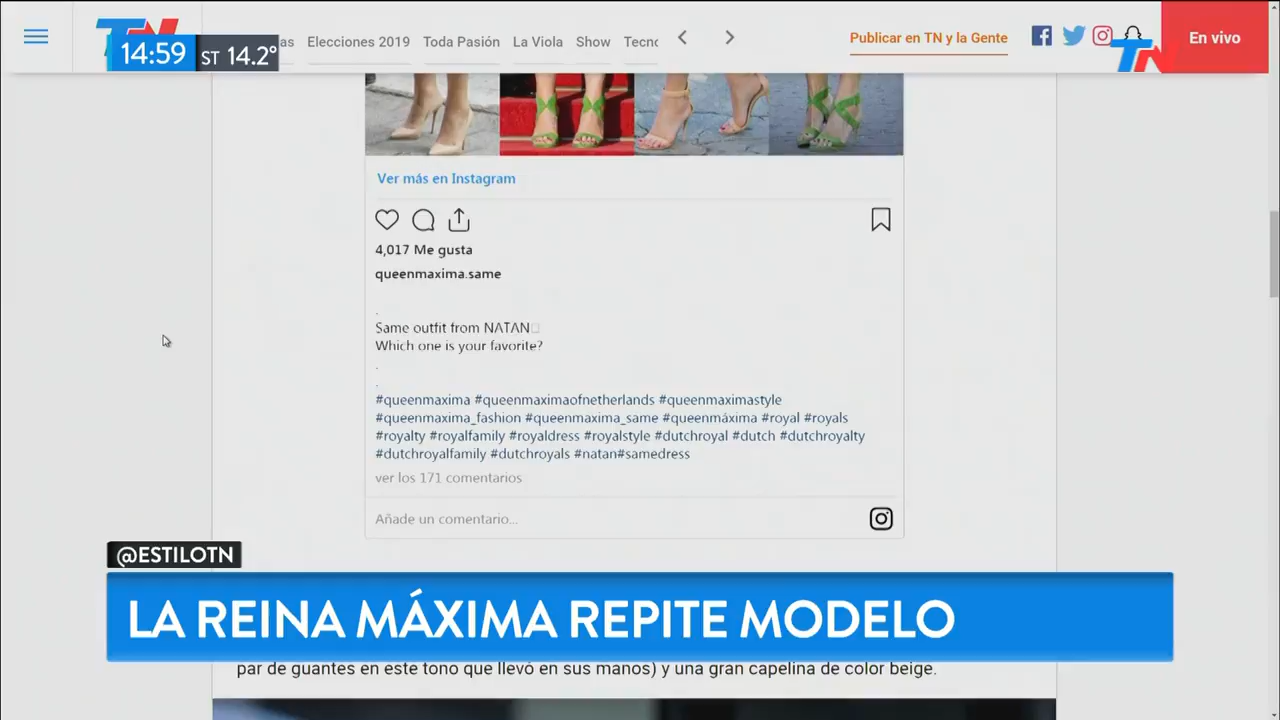 TN
14:59
ST 14.2°
Elecciones 2019
Toda Pasión
La Viola
Show
Publicar en TN y la Gente
TN
En vivo
Ver más en Instagram
4,017 Me gusta
queenmaxima.same
.
Same outfit from NATAN
Which one is your favorite?
.
.
#queenmaxima #queenmaximaofnetherlands #queenmaximastyle
#queenmaxima_fashion #queenmaxima_same #queenmáxima #royal #royals
#royalty #royalfamily #royaldress #royalstyle #dutchroyal #dutch #dutchroyalty
#dutchroyalfamily #dutchroyals #natan#samedress
ver los 171 comentarios
Añade un comentario...
@ESTILOTN
LA REINA MÁXIMA REPITE MODELO
par de guantes en este tono que llevó en sus manos) y una gran capelina de color beige.